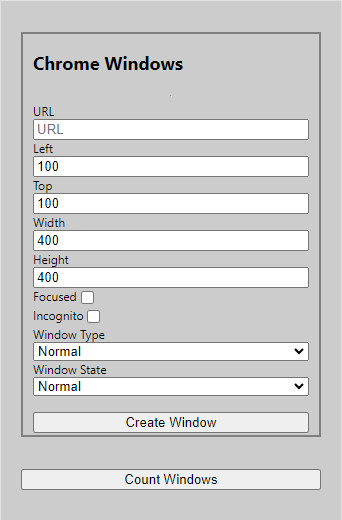 Chrome Windows
URL
URL
Left
100
Top
100
Width
400
Height
400
Focused
Incognito
Window Type
Normal
Window State
Normal
Create Window
Count Windows